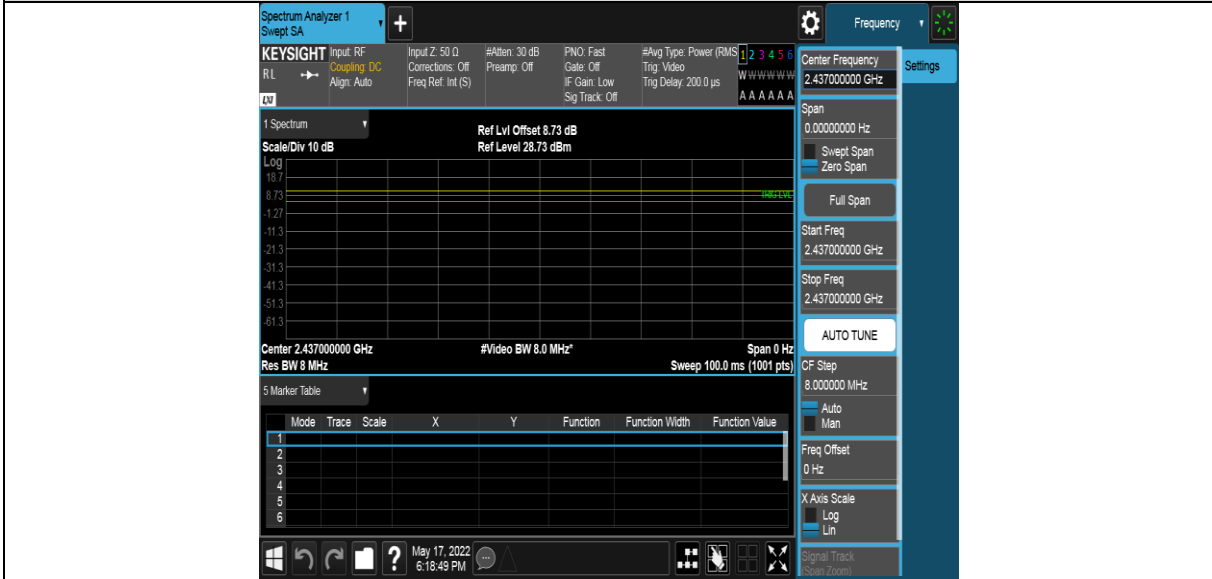 Spectrum Analyzer 1
Swept SA
+
Frequency
KEYSIGHT
Input: RF
Coupling: DC
Align: Auto
RL
LXI
Input Z: 50 Ω
Corrections: Off
Freq Ref: Int (S)
#Atten: 30 dB
Preamp: Off
PNO: Fast
Gate: Off
IF Gain: Low
Sig Track: Off
#Avg Type: Power (RMS
Trig: Video
Trig Delay: 200.0 µs
1 2 3 4 5 6
W W W W W W
A A A A A A
1 Spectrum
Scale/Div 10 dB
Ref Lvl Offset 8.73 dB
Ref Level 28.73 dBm
Log
18.7
8.73
-1.27
-11.3
-21.3
-31.3
-41.3
-51.3
-61.3
TRIG LVL
Center 2.437000000 GHz
Res BW 8 MHz
#Video BW 8.0 MHz*
Span 0 Hz
Sweep 100.0 ms (1001 pts)
5 Marker Table
Mode Trace Scale X Y Function Function Width Function Value
1
2
3
4
5
6
?
May 17, 2022
6:18:49 PM
Center Frequency
2.437000000 GHz
Settings
Span
0.00000000 Hz
Swept Span
Zero Span
Full Span
Start Freq
2.437000000 GHz
Stop Freq
2.437000000 GHz
AUTO TUNE
CF Step
8.000000 MHz
Auto
Man
Freq Offset
0 Hz
X Axis Scale
Log
Lin
Signal Track
(Span Zoom)